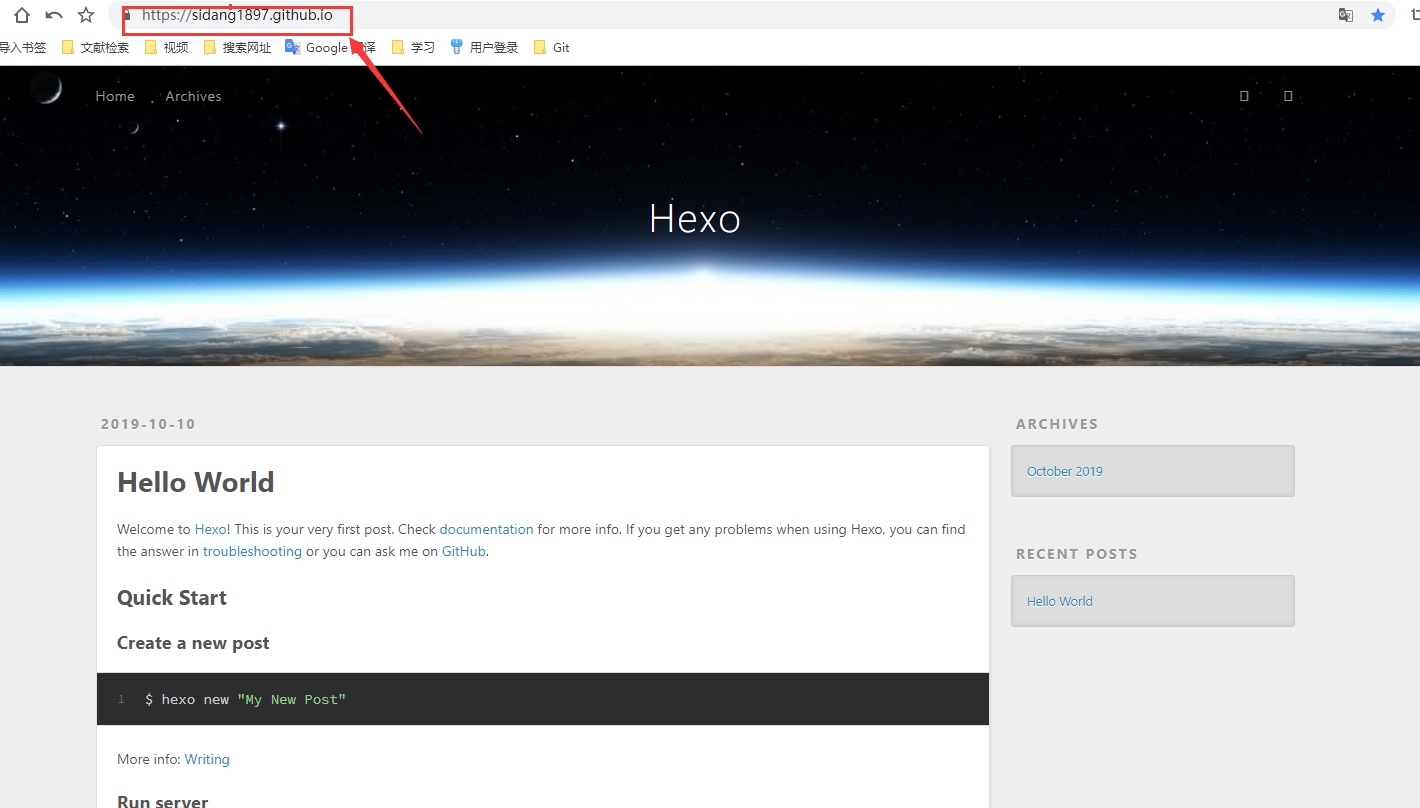 https://sidang1897.github.io
导入书签 文献检索 视频 搜索网址 Google 译 学习 用户登录 Git
Home Archives
Hexo
2019-10-10
ARCHIVES
Hello World
October 2019
Welcome to Hexo! This is your very first post. Check documentation for more info. If you get any problems when using Hexo, you can find
the answer in troubleshooting or you can ask me on GitHub.
RECENT POSTS
Quick Start
Hello World
Create a new post
1 $ hexo new "My New Post"
More info: Writing
Run server